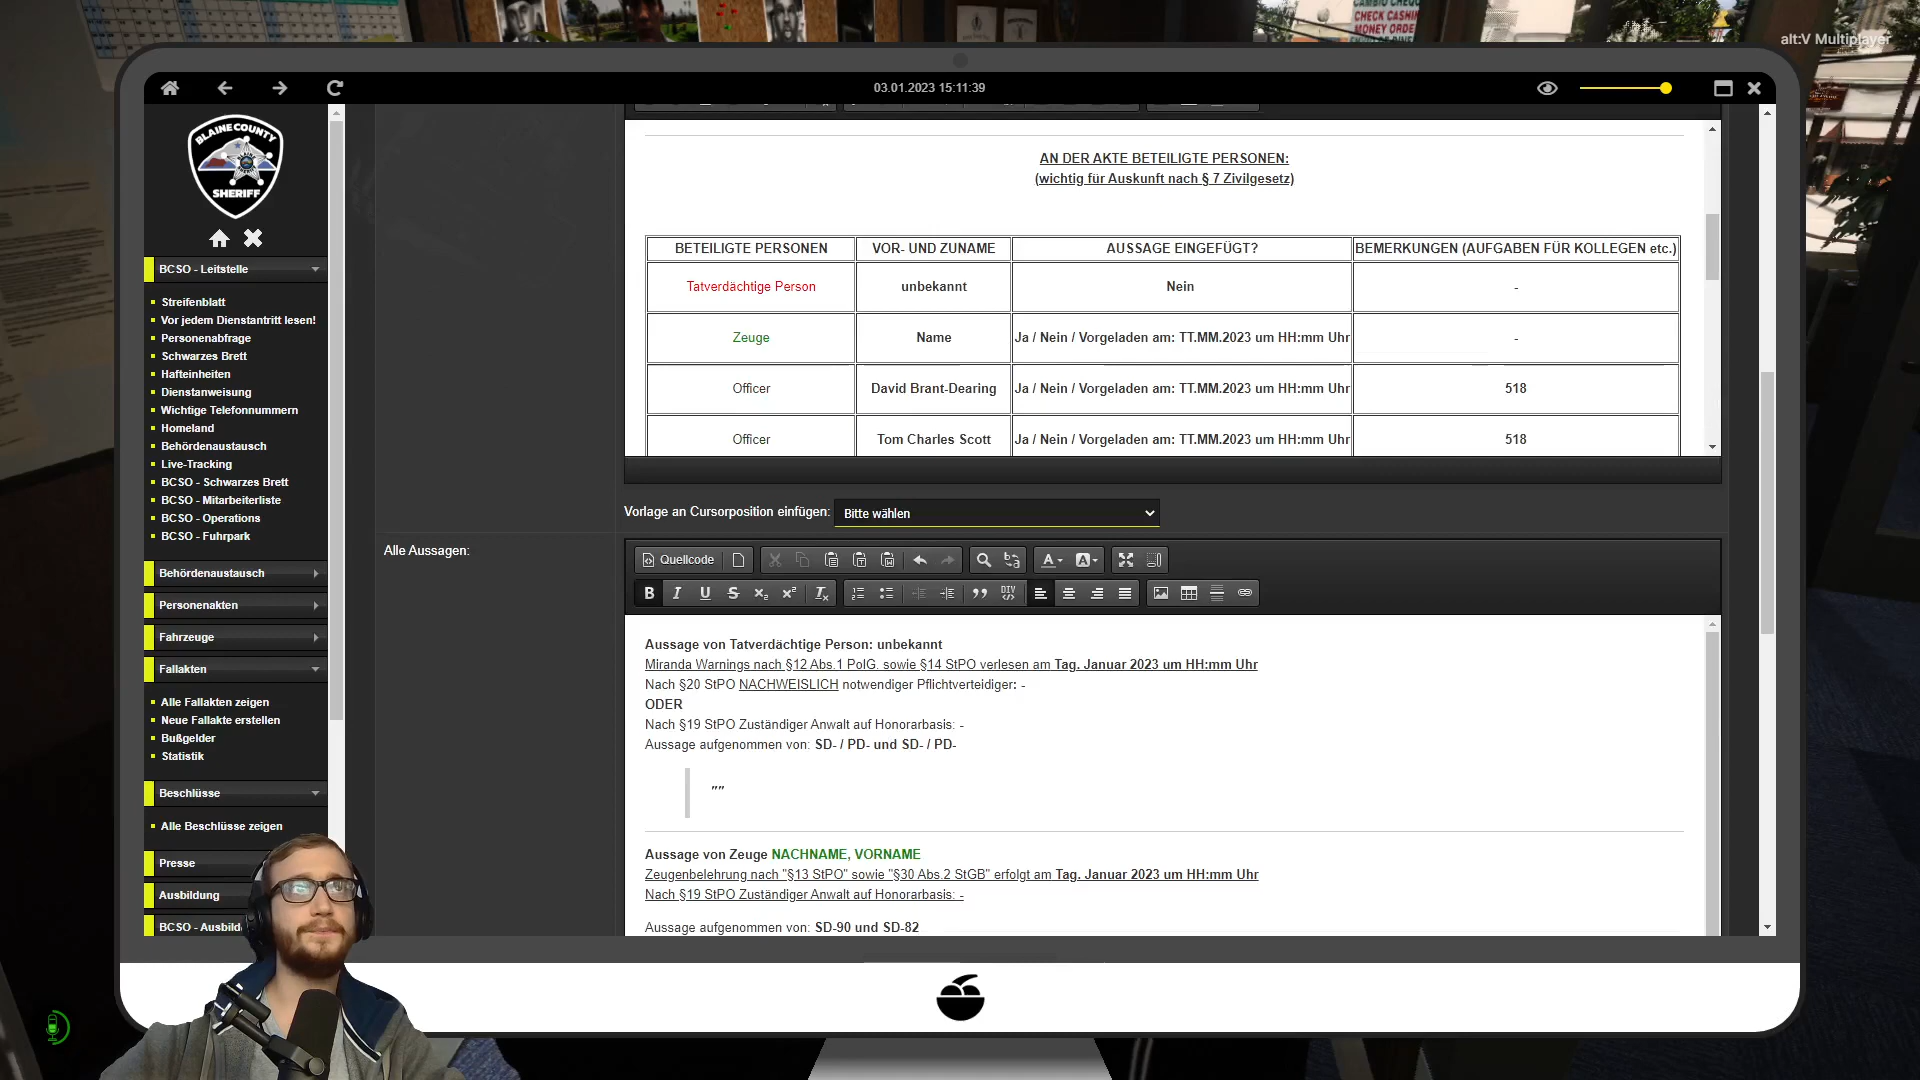 CAMBIO CHEQUES
CHECK CASHING
MONEY ORDER
alt:V Multiplayer
03.01.2023 15:11:39
BLAINE COUNTY
SHERIFF
BCSO - Leitstelle
Streifenblatt
Vor jedem Dienstantritt lesen!
Personenabfrage
Schwarzes Brett
Hafteinheiten
Dienstanweisung
Wichtige Telefonnummern
Homeland
Behördenaustausch
Live-Tracking
BCSO - Schwarzes Brett
BCSO - Mitarbeiterliste
BCSO - Operations
BCSO - Fuhrpark
Behördenaustausch
Personenakten
Fahrzeuge
Fallakten
Alle Fallakten zeigen
Neue Fallakte erstellen
Bußgelder
Statistik
Beschlüsse
Alle Beschlüsse zeigen
Presse
Ausbildung
BCSO - Ausbild
AN DER AKTE BETEILIGTE PERSONEN:
(wichtig für Auskunft nach § 7 Zivilgesetz)
BETEILIGTE PERSONEN VOR- UND ZUNAME AUSSAGE EINGEFÜGT? BEMERKUNGEN (AUFGABEN FÜR KOLLEGEN etc.)
Tatverdächtige Person unbekannt Nein -
Zeuge Name Ja / Nein / Vorgeladen am: TT.MM.2023 um HH:mm Uhr -
Officer David Brant-Dearing Ja / Nein / Vorgeladen am: TT.MM.2023 um HH:mm Uhr 518
Officer Tom Charles Scott Ja / Nein / Vorgeladen am: TT.MM.2023 um HH:mm Uhr 518
Vorlage an Cursorposition einfügen: Bitte wählen
Alle Aussagen:
Quellcode
Aussage von Tatverdächtige Person: unbekannt
Miranda Warnings nach §12 Abs.1 PolG. sowie §14 StPO verlesen am Tag. Januar 2023 um HH:mm Uhr
Nach §20 StPO NACHWEISLICH notwendiger Pflichtverteidiger: -
ODER
Nach §19 StPO Zuständiger Anwalt auf Honorarbasis: -
Aussage aufgenommen von: SD- / PD- und SD- / PD-
""
Aussage von Zeuge NACHNAME, VORNAME
Zeugenbelehrung nach "§13 StPO" sowie "§30 Abs.2 StGB" erfolgt am Tag. Januar 2023 um HH:mm Uhr
Nach §19 StPO Zuständiger Anwalt auf Honorarbasis: -
Aussage aufgenommen von: SD-90 und SD-82